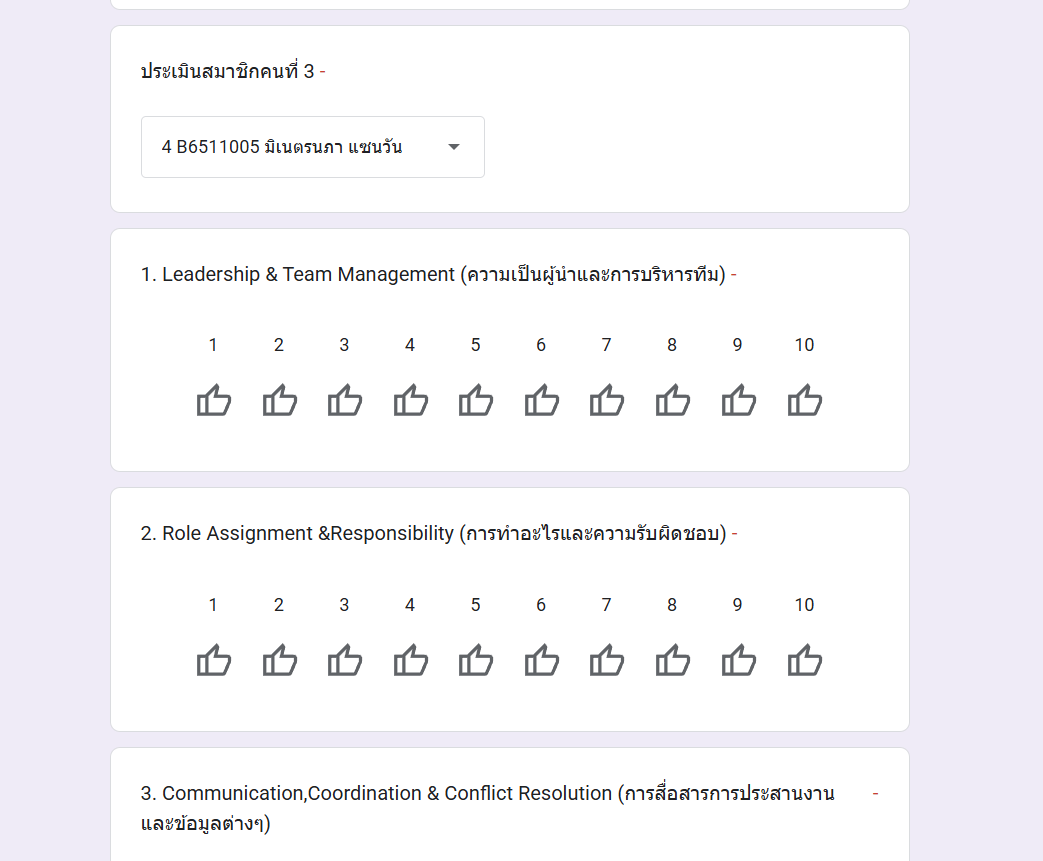 ประเมินสมาชิกคนที่ 3 -
4 B6511005 มิเนตรนภา แซนวัน
1. Leadership & Team Management (ความเป็นผู้นำและการบริหารทีม) -
1 2 3 4 5 6 7 8 9 10
2. Role Assignment &Responsibility (การทำอะไรและความรับผิดชอบ) -
1 2 3 4 5 6 7 8 9 10
3. Communication,Coordination & Conflict Resolution (การสื่อสารการประสานงาน -
และข้อมูลต่างๆ)